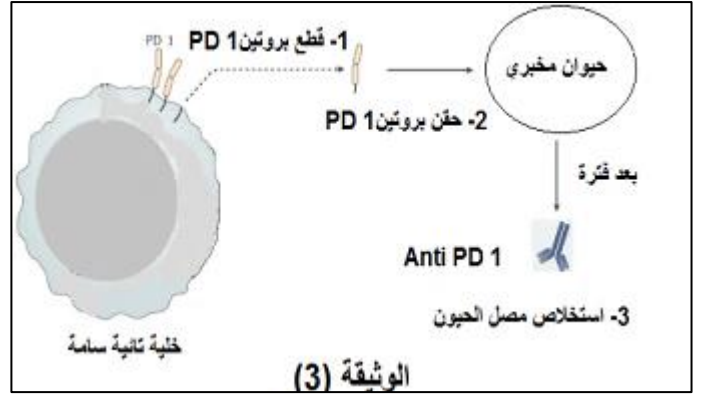 PD 1
1- قطع بروتين PD 1
حيوان مخبري
2- حقن بروتين PD 1
بعد فترة
Anti PD 1
3- استخلاص مصل الحيون
خلية تائية سامة
الوثيقة (3)